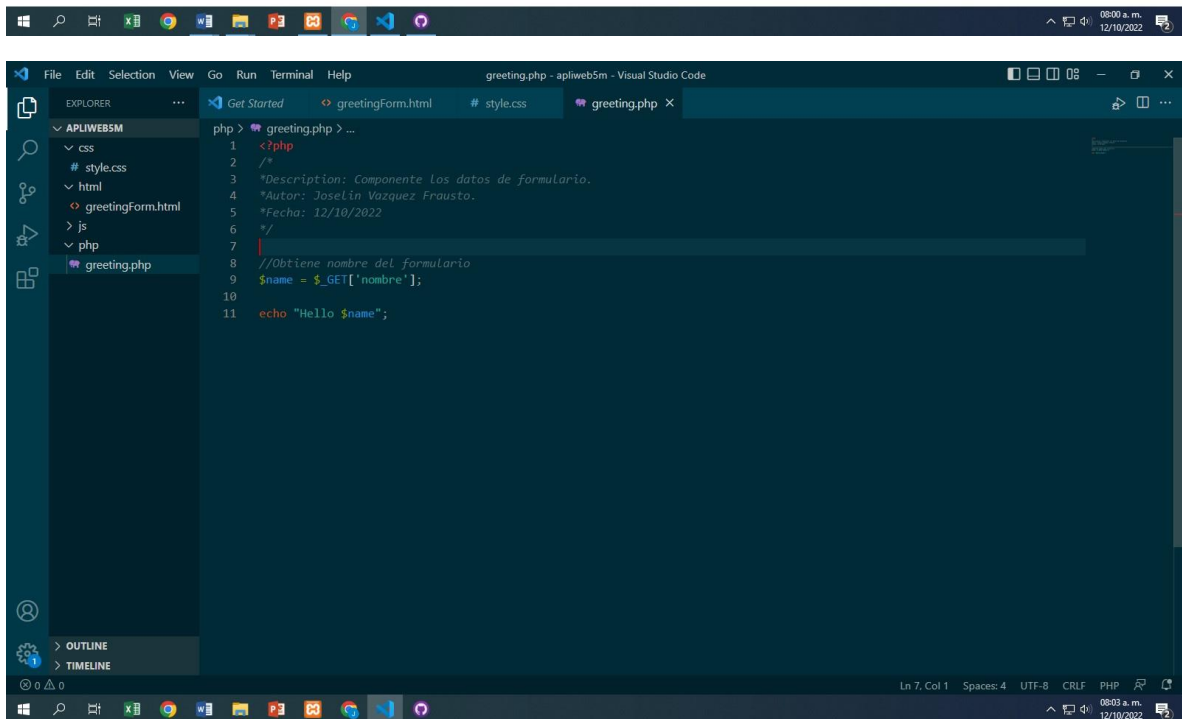 08:00 a. m.
12/10/2022
2
File Edit Selection View Go Run Terminal Help
greeting.php - apliweb5m - Visual Studio Code
EXPLORER
Get Started
greetingForm.html
# style.css
greeting.php
APLIWEB5M
css
# style.css
html
greetingForm.html
js
php
greeting.php
php > greeting.php > ...
1 <?php
2 /*
3 *Description: Componente los datos de formulario.
4 *Autor: Joselin Vazquez Frausto.
5 *Fecha: 12/10/2022
6 */
7
8 //Obtiene nombre del formulario
9 $name = $_GET['nombre'];
10
11 echo "Hello $name";
1
OUTLINE
TIMELINE
0 0
Ln 7, Col 1 Spaces: 4 UTF-8 CRLF PHP
08:03 a. m.
12/10/2022
2